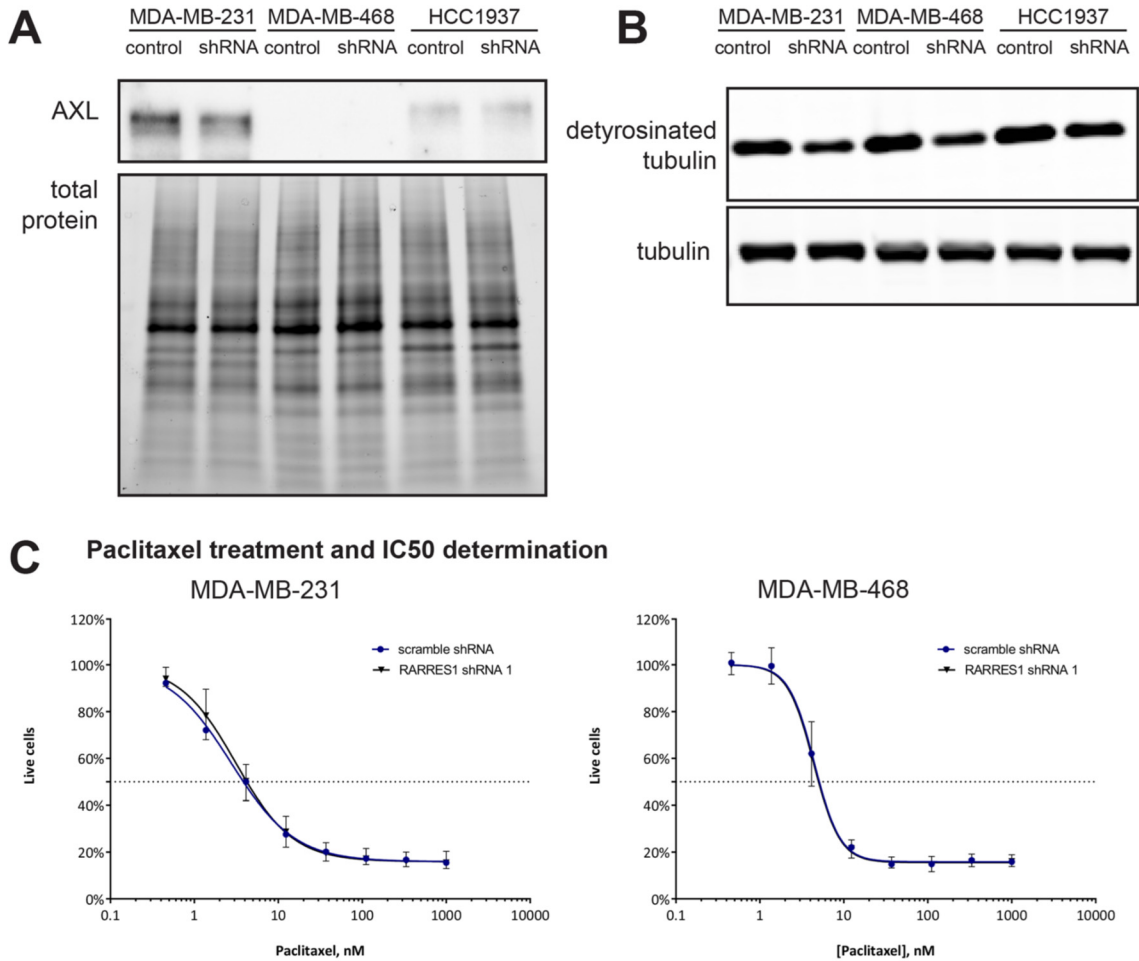 A
MDA-MB-231 MDA-MB-468 HCC1937
control shRNA control shRNA control shRNA
AXL
total
protein
B
MDA-MB-231 MDA-MB-468 HCC1937
control shRNA control shRNA control shRNA
detyrosinated
tubulin
tubulin
C
Paclitaxel treatment and IC50 determination
MDA-MB-231
120%
100%
80%
60%
40%
20%
0%
Live cells
scramble shRNA
RARRES1 shRNA 1
0.1 1 10 100 1000 10000
Paclitaxel, nM
MDA-MB-468
120%
100%
80%
60%
40%
20%
0%
Live cells
scramble shRNA
RARRES1 shRNA 1
0.1 1 10 100 1000 10000
[Paclitaxel], nM